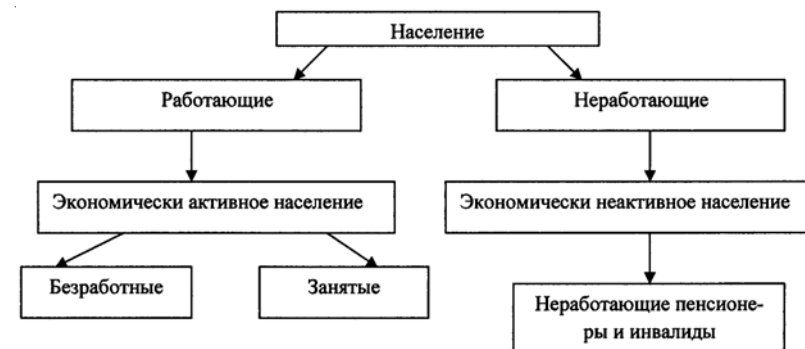 Население
Работающие
Неработающие
Экономически активное население
Экономически неактивное население
Безработные
Занятые
Неработающие пенсионе-
ры и инвалиды